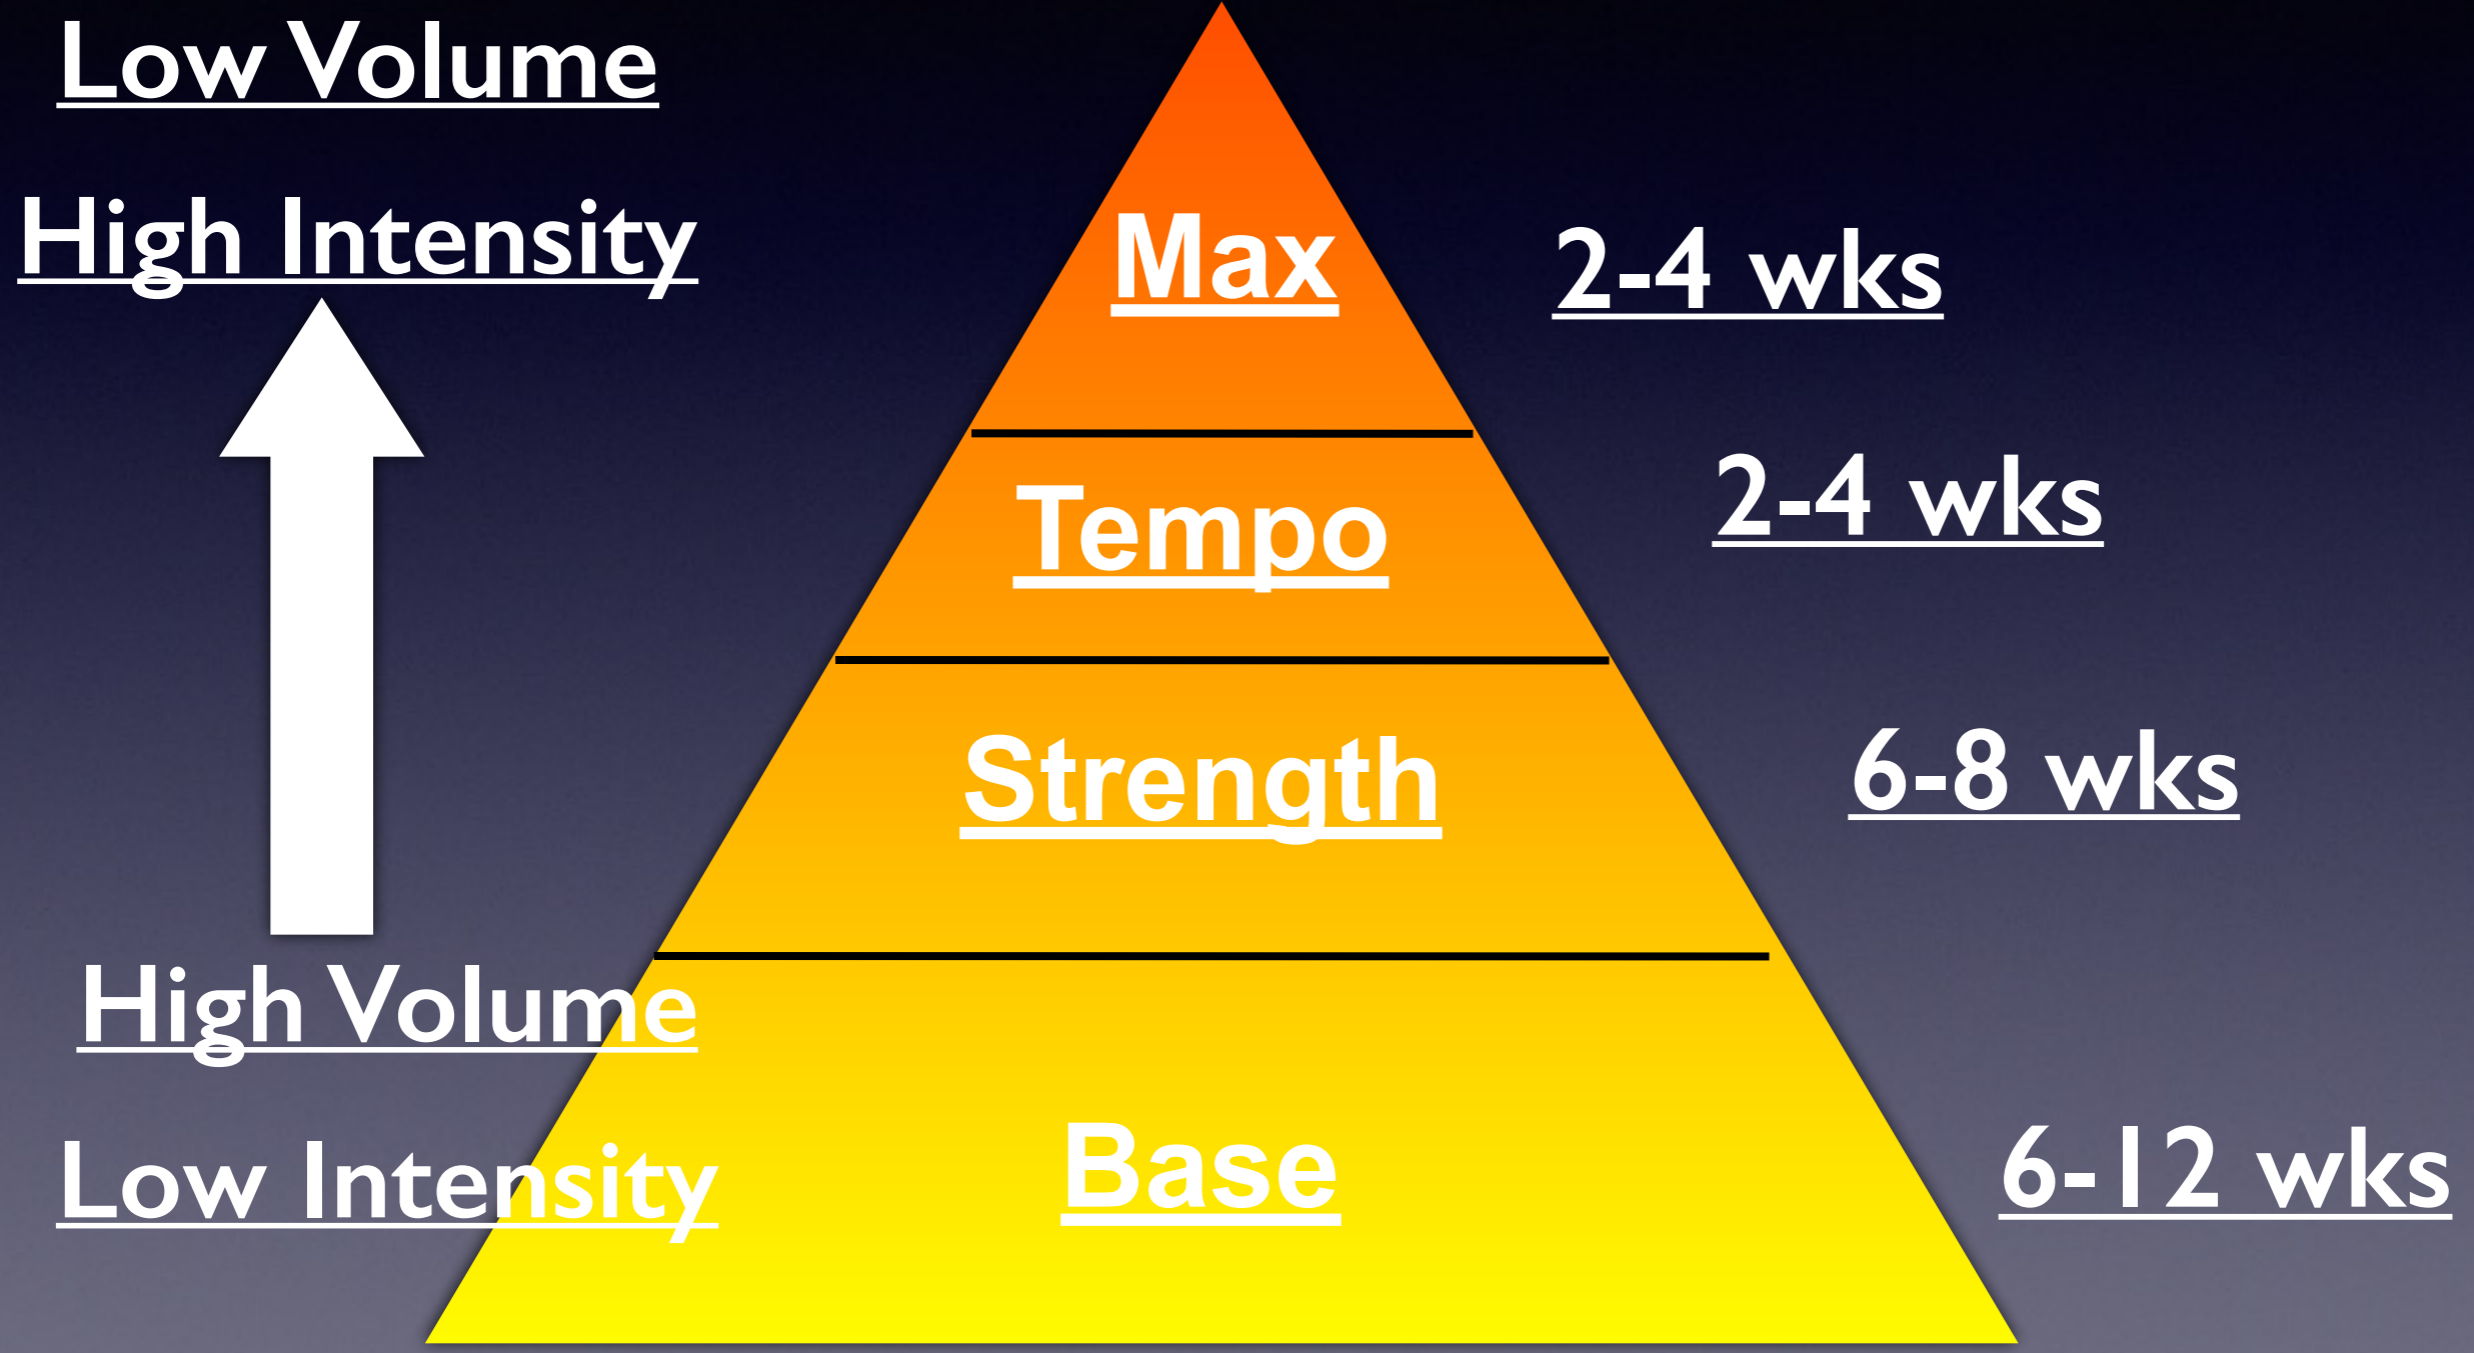 Low Volume
High Intensity
Max
2-4 wks
Tempo
2-4 wks
Strength
6-8 wks
High Volume
Low Intensity
Base
6-12 wks